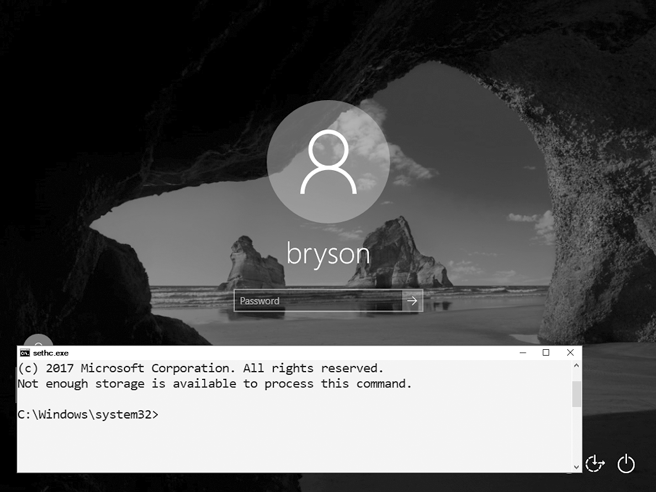 bryson
Password
sethc.exe
(c) 2017 Microsoft Corporation. All rights reserved.
Not enough storage is available to process this command.
C:\Windows\system32>